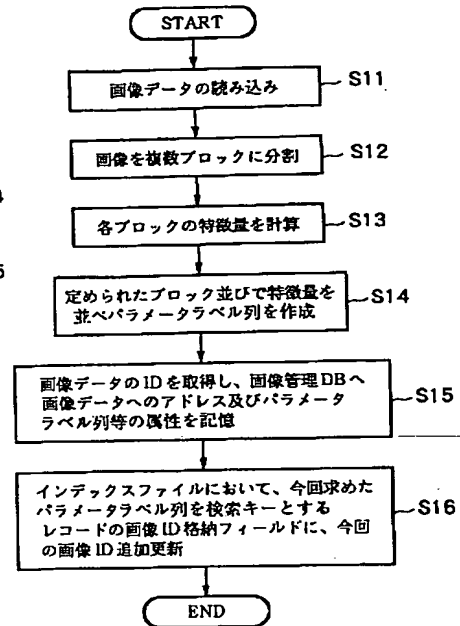 START
画像データの読み込み
S11
画像を複数ブロックに分割
S12
各ブロックの特徴量を計算
S13
定められたブロック並びで特徴量を
並べパラメータラベル列を作成
S14
画像データのIDを取得し、画像管理DBへ
画像データへのアドレス及びパラメータ
ラベル列等の属性を記憶
S15
インデックスファイルにおいて、今回求めた
パラメータラベル列を検索キーとする
レコードの画像ID格納フィールドに、今回
の画像ID追加更新
S16
END